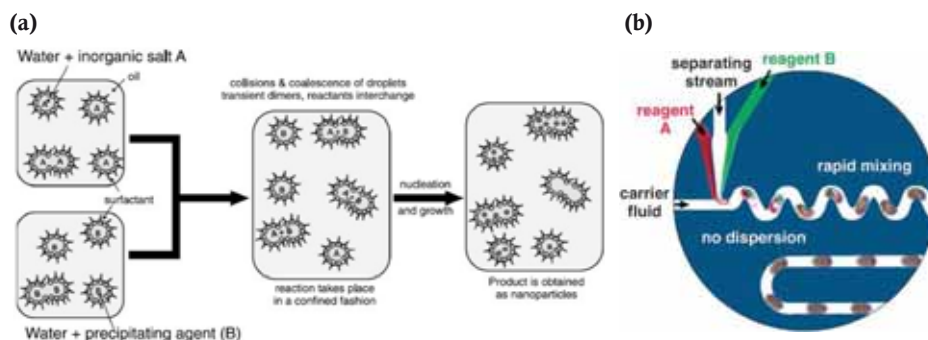 (a)
Water + inorganic salt A
oil
A
A
A
A
A
surfactant
B
B
B
B
B
Water + precipitating agent (B)
collisions & coalescence of droplets
transient dimers, reactants interchange
B
A
B
B
A
B
A
reaction takes place
in a confined fashion
nucleation
and growth
Product is obtained
as nanoparticles
(b)
reagent B
separating
stream
reagent
A
rapid mixing
carrier
fluid
no dispersion